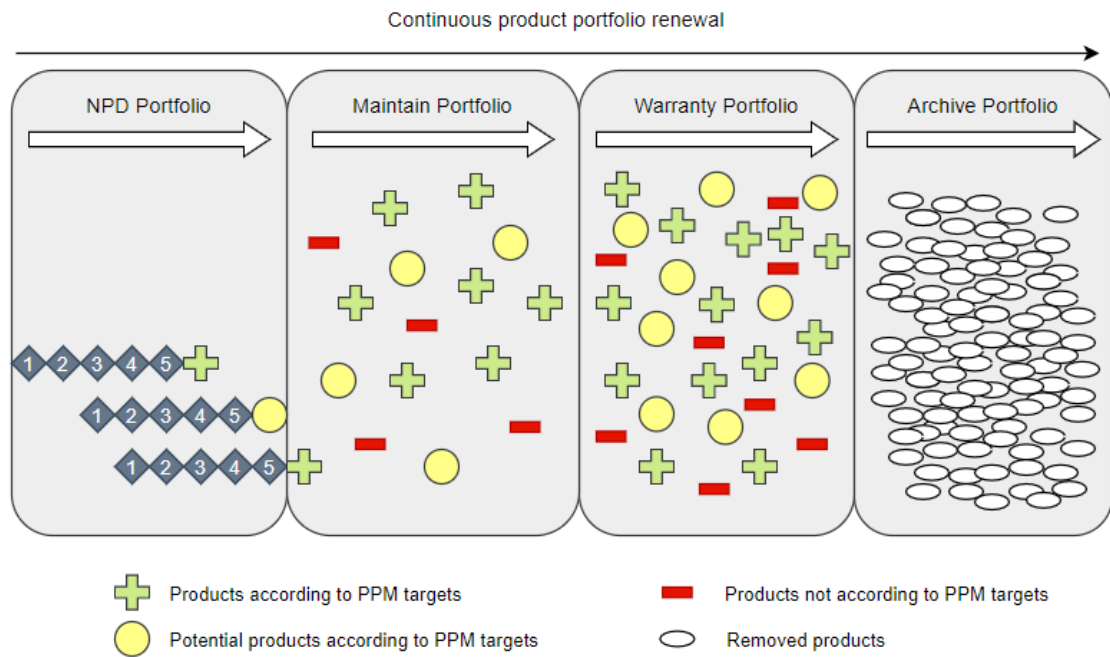 Continuous product portfolio renewal
NPD Portfolio
Maintain Portfolio
Warranty Portfolio
Archive Portfolio
1 2 3 4 5
1 2 3 4 5
1 2 3 4 5
Products according to PPM targets
Products not according to PPM targets
Potential products according to PPM targets
Removed products